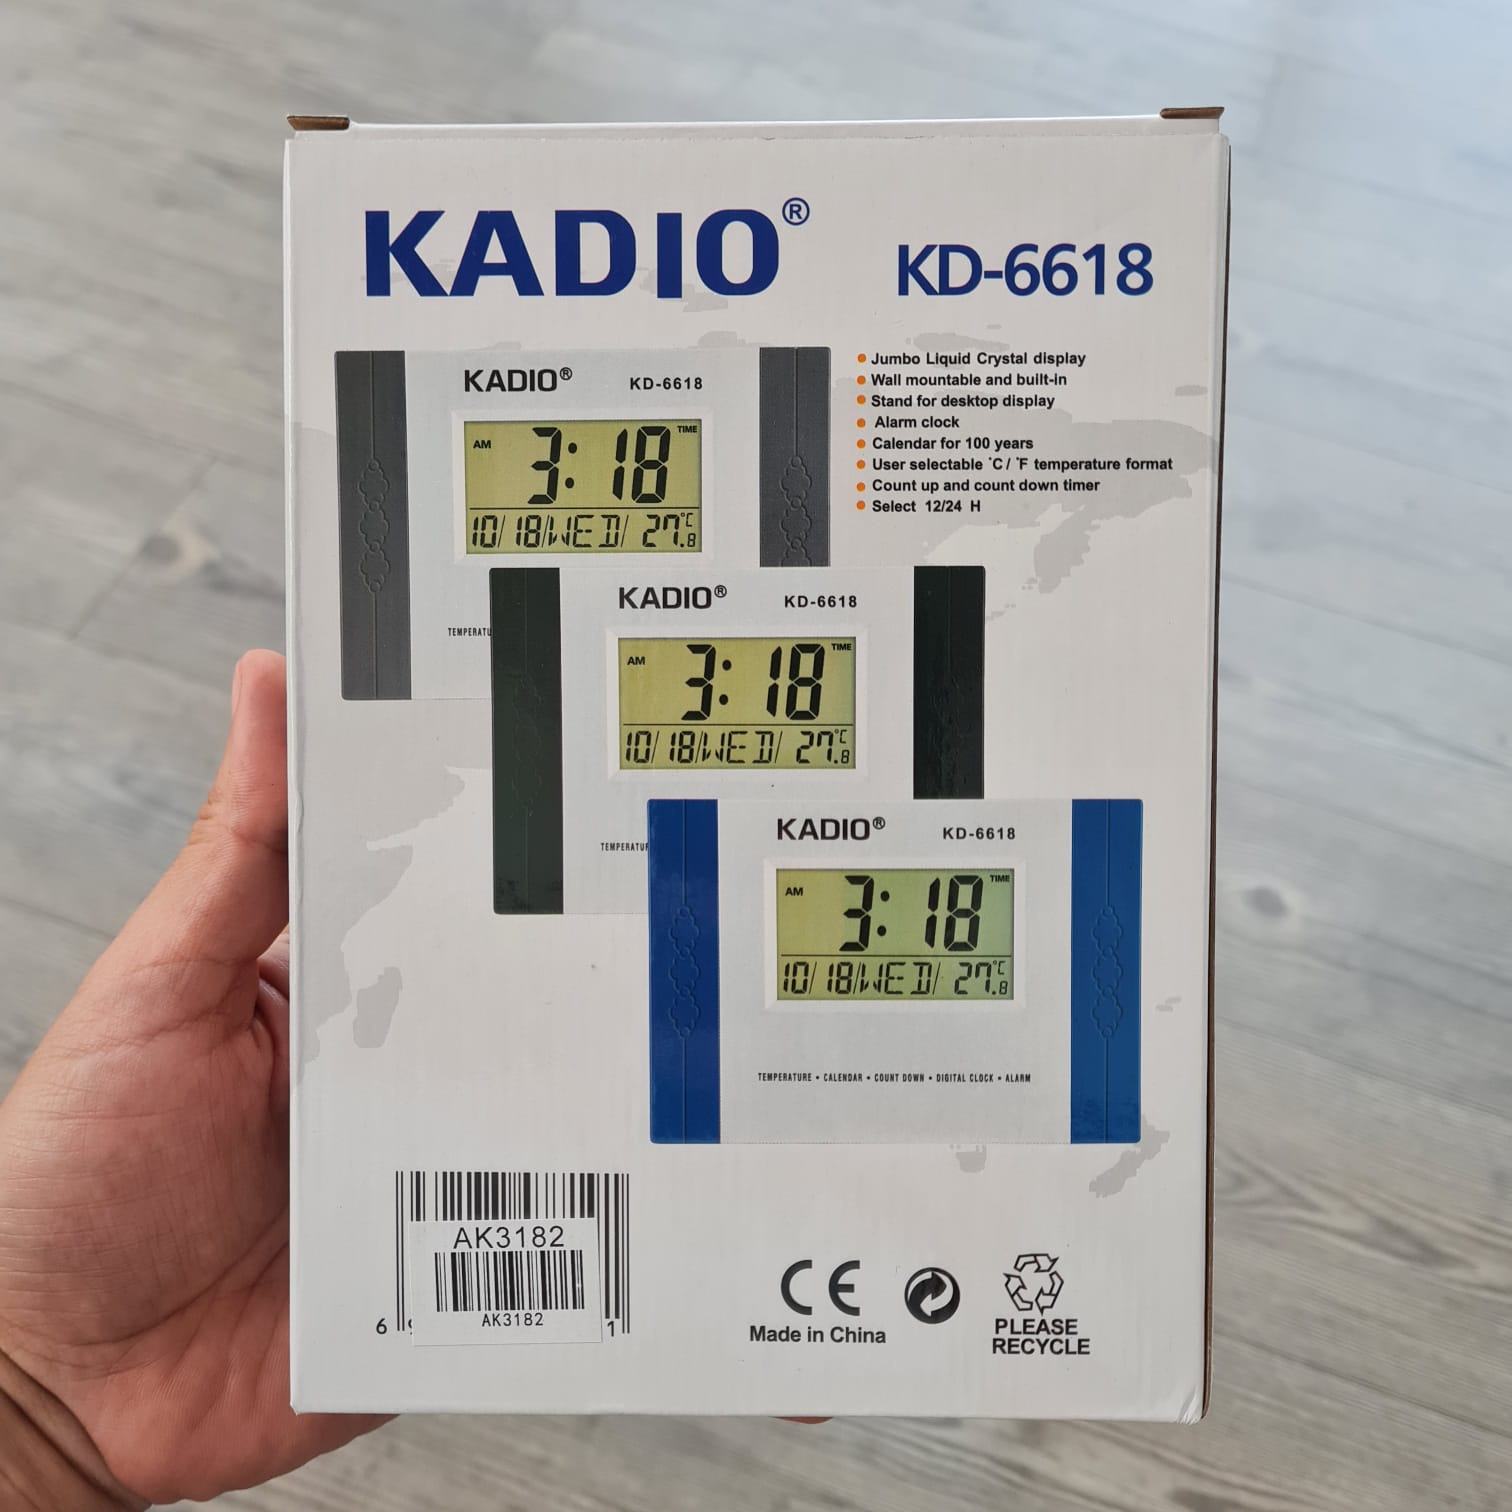 KADIO®
KD-6618
KADIO® KD-6618
AM 3:18 TIME
10/ 18/WED/ 27.8°C
TEMPERATU
Jumbo Liquid Crystal display
Wall mountable and built-in
Stand for desktop display
Alarm clock
Calendar for 100 years
User selectable °C / °F temperature format
Count up and count down timer
Select 12/24 H
KADIO® KD-6618
AM 3:18 TIME
10/ 18/WED/ 27.8°C
TEMPERATUR
KADIO® KD-6618
AM 3:18 TIME
10/ 18/WED/ 27.8°C
TEMPERATURE • CALENDAR • COUNT DOWN • DIGITAL CLOCK • ALARM
AK3182
AK3182
6 1
CE
Made in China
PLEASE
RECYCLE